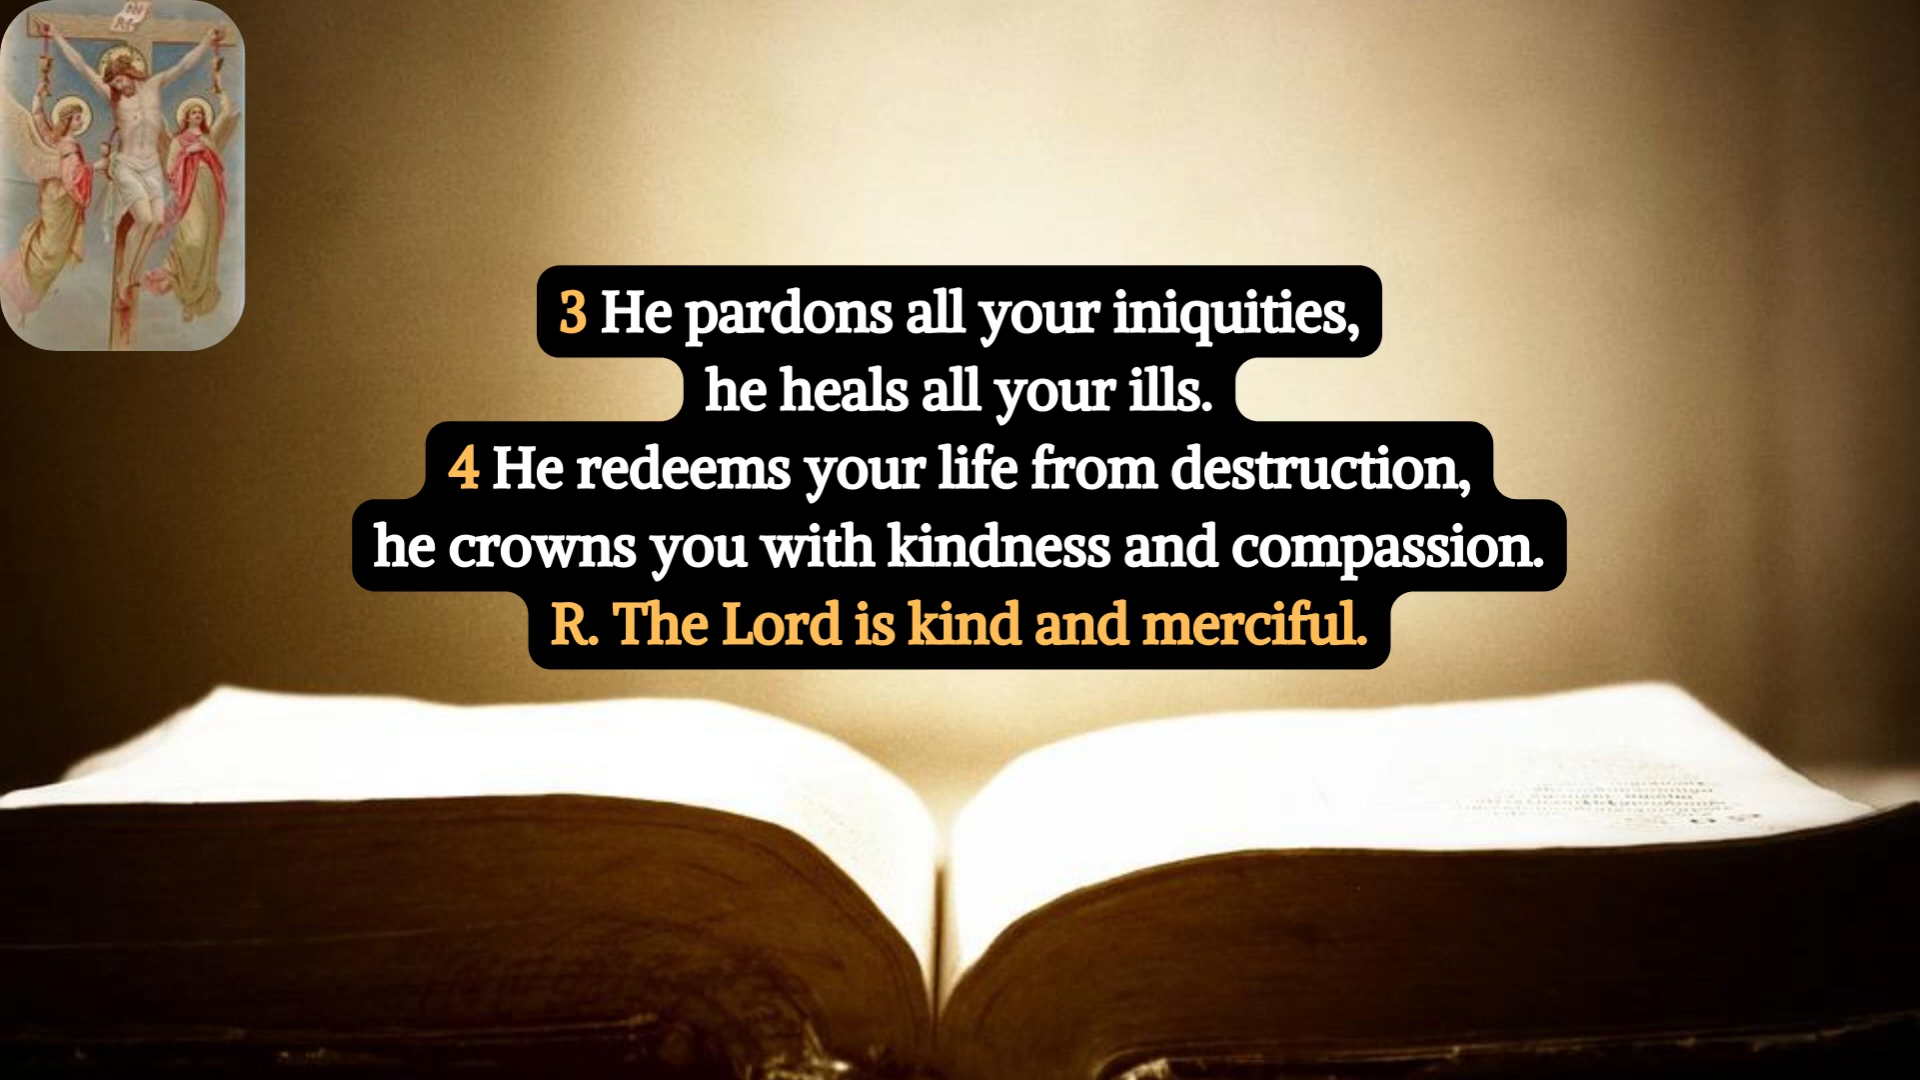 3 He pardons all your iniquities,
he heals all your ills.
4 He redeems your life from destruction,
he crowns you with kindness and compassion.
R. The Lord is kind and merciful.